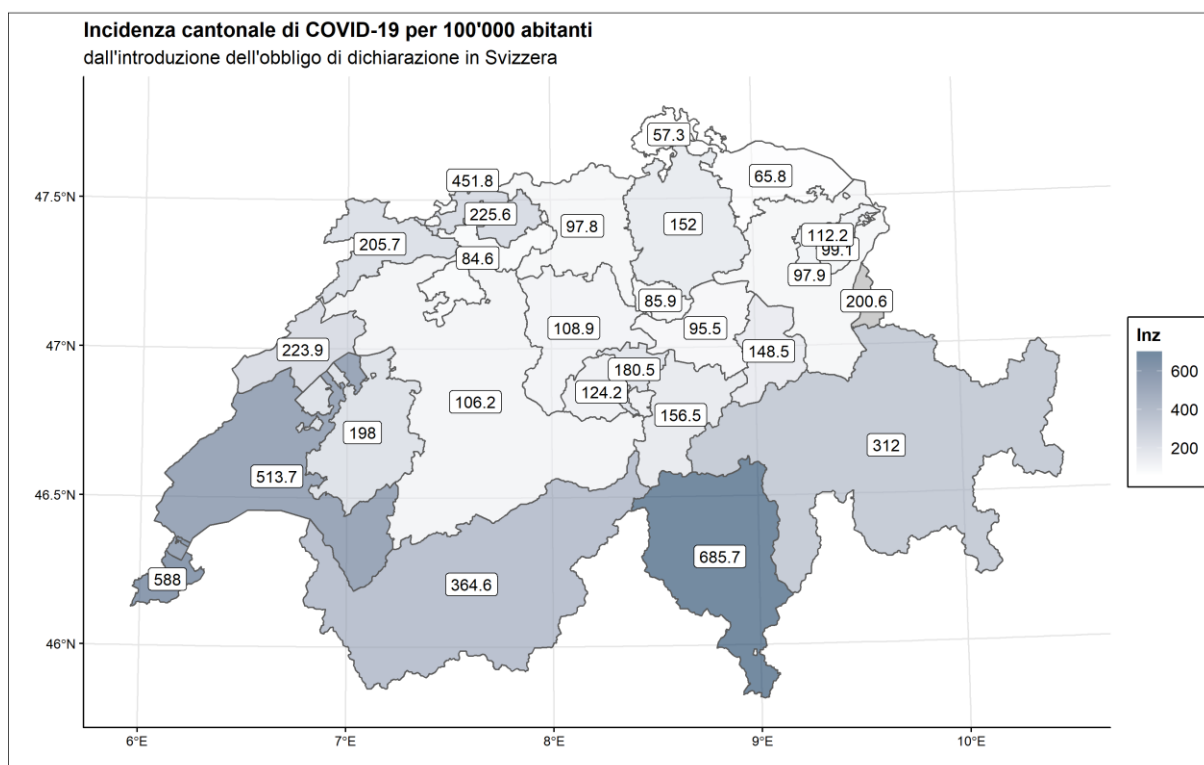 Incidenza cantonale di COVID-19 per 100'000 abitanti
dall'introduzione dell'obbligo di dichiarazione in Svizzera
57.3
451.8
65.8
47.5°N
225.6
97.8
152
112.2
205.7
99.1
84.6
97.9
85.9
200.6
108.9
95.5
47°N
223.9
148.5
180.5
124.2
106.2
156.5
198
312
513.7
46.5°N
588
364.6
685.7
46°N
6°E
7°E
8°E
9°E
10°E
Inz
600
400
200